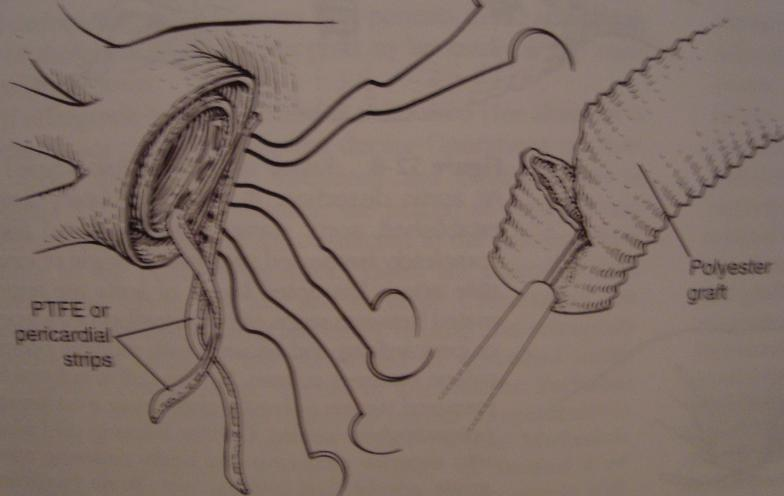 PTFE or
pericardial
strips
Polyester
graft